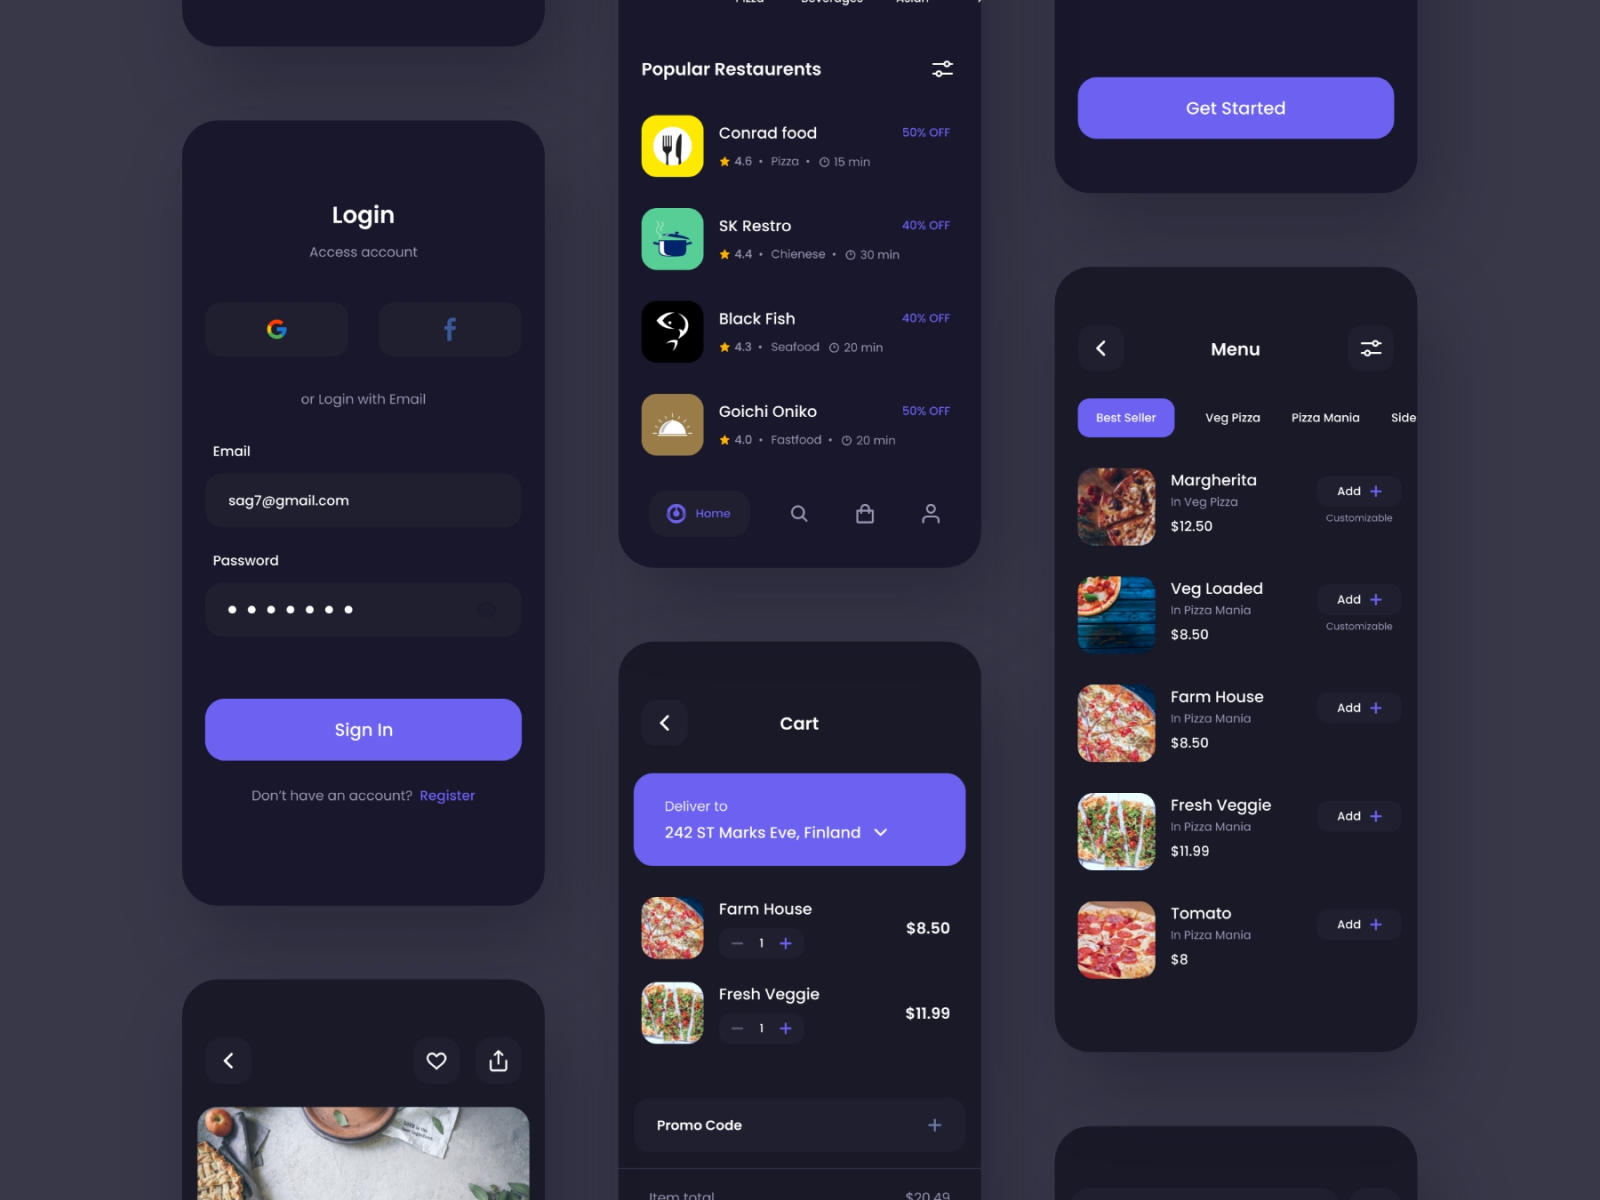 Login
Access account
or Login with Email
Email
sag7@gmail.com
Password
Sign In
Don't have an account? Register
Pizza Beverages Asian
Popular Restaurents
Conrad food 50% OFF
4.6 • Pizza • 15 min
SK Restro 40% OFF
4.4 • Chienese • 30 min
Black Fish 40% OFF
4.3 • Seafood 20 min
Goichi Oniko 50% OFF
4.0 • Fastfood • 20 min
Home
Cart
Deliver to
242 ST Marks Eve, Finland
Farm House
1
$8.50
Fresh Veggie
1
$11.99
Promo Code
Item total $20.49
Get Started
Menu
Best Seller Veg Pizza Pizza Mania Side
Margherita
In Veg Pizza
$12.50
Add +
Customizable
Veg Loaded
In Pizza Mania
$8.50
Add +
Customizable
Farm House
In Pizza Mania
$8.50
Add +
Fresh Veggie
In Pizza Mania
$11.99
Add +
Tomato
In Pizza Mania
$8
Add +